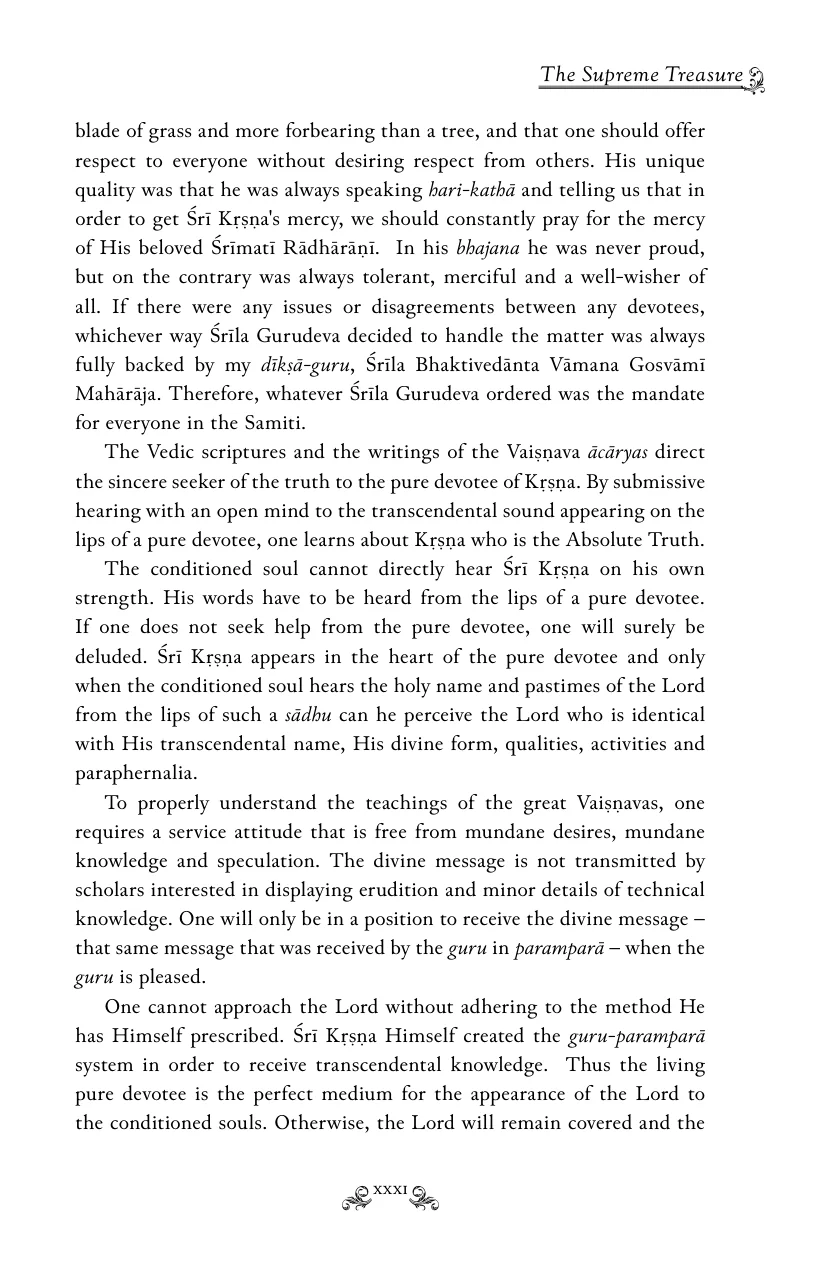 The Supreme Treasure
blade of grass and more forbearing than a tree, and that one should offer
respect to everyone without desiring respect from others. His unique
quality was that he was always speaking hari-kathā and telling us that in
order to get Śrī Kṛṣṇa's mercy, we should constantly pray for the mercy
of His beloved Śrīmatī Rādhārāṇī.  In his bhajana he was never proud,
but on the contrary was always tolerant, merciful and a well-wisher of
all. If there were any issues or disagreements between any devotees,
whichever way Śrīla Gurudeva decided to handle the matter was always
fully backed by my dīkṣā-guru, Śrīla Bhaktivedānta Vāmana Gosvāmī
Mahārāja. Therefore, whatever Śrīla Gurudeva ordered was the mandate
for everyone in the Samiti.
The Vedic scriptures and the writings of the Vaiṣṇava ācāryas direct
the sincere seeker of the truth to the pure devotee of Kṛṣṇa. By submissive
hearing with an open mind to the transcendental sound appearing on the
lips of a pure devotee, one learns about Kṛṣṇa who is the Absolute Truth.
The conditioned soul cannot directly hear Śrī Kṛṣṇa on his own
strength. His words have to be heard from the lips of a pure devotee.
If one does not seek help from the pure devotee, one will surely be
deluded. Śrī Kṛṣṇa appears in the heart of the pure devotee and only
when the conditioned soul hears the holy name and pastimes of the Lord
from the lips of such a sādhu can he perceive the Lord who is identical
with His transcendental name, His divine form, qualities, activities and
paraphernalia.
To properly understand the teachings of the great Vaiṣṇavas, one
requires a service attitude that is free from mundane desires, mundane
knowledge and speculation. The divine message is not transmitted by
scholars interested in displaying erudition and minor details of technical
knowledge. One will only be in a position to receive the divine message –
that same message that was received by the guru in paramparā – when the
guru is pleased.
One cannot approach the Lord without adhering to the method He
has Himself prescribed. Śrī Kṛṣṇa Himself created the guru-paramparā
system in order to receive transcendental knowledge.  Thus the living
pure devotee is the perfect medium for the appearance of the Lord to
the conditioned souls. Otherwise, the Lord will remain covered and the
XXXI